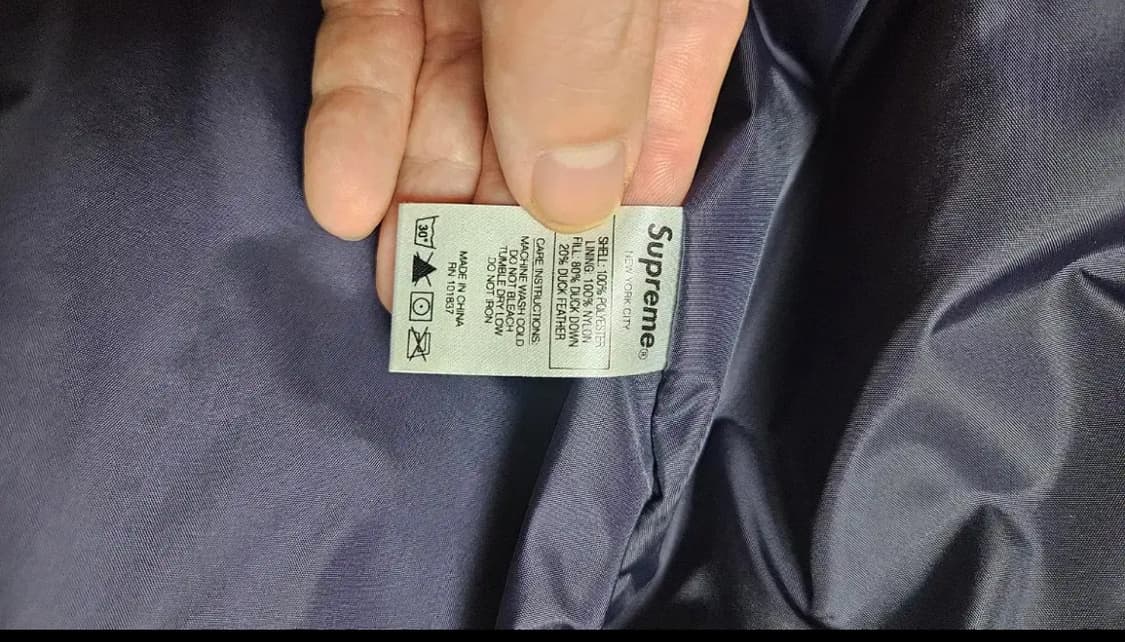 Supreme®
NEW YORK CITY
SHELL: 100% POLYESTER
LINING: 100% NYLON
FILL: 80% DUCK DOWN
20% DUCK FEATHER
CARE INSTRUCTIONS:
MACHINE WASH COLD
DO NOT BLEACH
TUMBLE DRY LOW
DO NOT IRON
MADE IN CHINA
RN 101837
30°